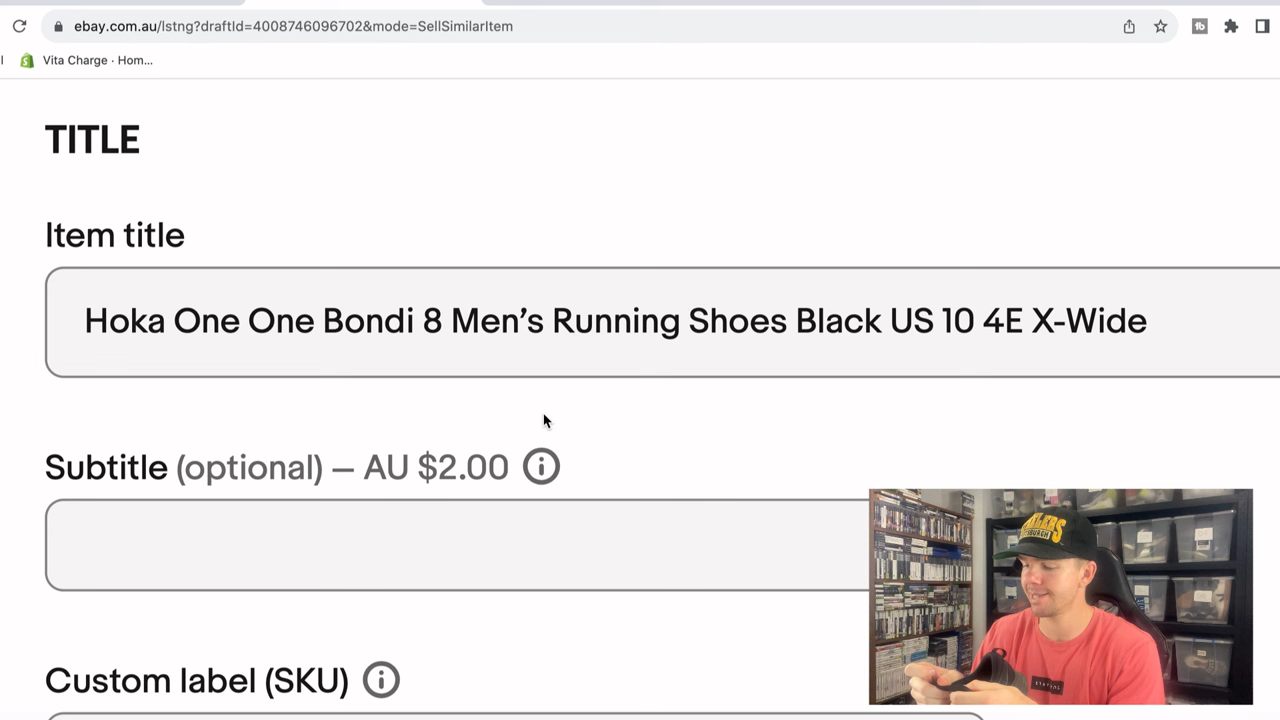 ebay.com.au/lstng?draftId=4008746096702&mode=SellSimilarItem
Vita Charge · Hom...
TITLE
Item title
Hoka One One Bondi 8 Men’s Running Shoes Black US 10 4E X-Wide
Subtitle (optional) – AU $2.00
Custom label (SKU)